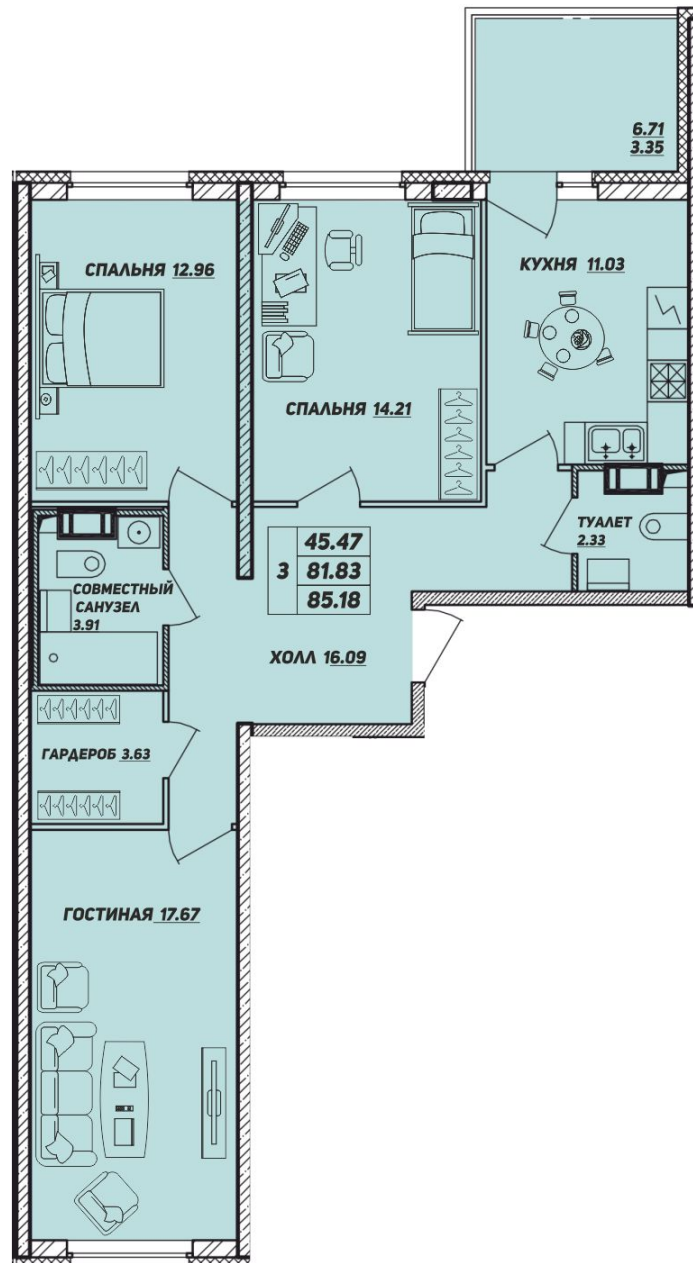 6.71
3.35
СПАЛЬНЯ 12.96
КУХНЯ 11.03
СПАЛЬНЯ 14.21
ТУАЛЕТ
2.33
3
45.47
81.83
85.18
СОВМЕСТНЫЙ
САНУЗЕЛ
3.91
ХОЛЛ 16.09
ГАРДЕРОБ 3.63
ГОСТИНАЯ 17.67